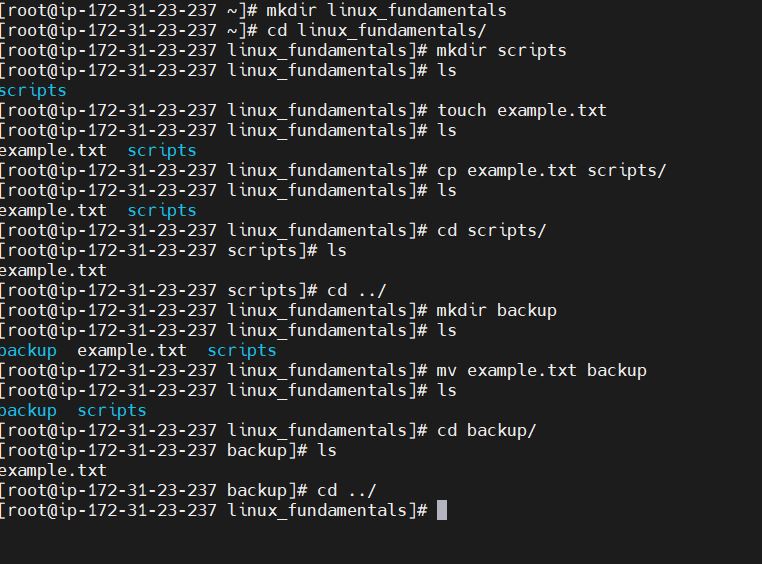 [root@ip-172-31-23-237 ~]# mkdir linux_fundamentals
[root@ip-172-31-23-237 ~]# cd linux_fundamentals/
[root@ip-172-31-23-237 linux_fundamentals]# mkdir scripts
[root@ip-172-31-23-237 linux_fundamentals]# ls
scripts
[root@ip-172-31-23-237 linux_fundamentals]# touch example.txt
[root@ip-172-31-23-237 linux_fundamentals]# ls
example.txt  scripts
[root@ip-172-31-23-237 linux_fundamentals]# cp example.txt scripts/
[root@ip-172-31-23-237 linux_fundamentals]# ls
example.txt  scripts
[root@ip-172-31-23-237 linux_fundamentals]# cd scripts/
[root@ip-172-31-23-237 scripts]# ls
example.txt
[root@ip-172-31-23-237 scripts]# cd ../
[root@ip-172-31-23-237 linux_fundamentals]# mkdir backup
[root@ip-172-31-23-237 linux_fundamentals]# ls
backup  example.txt  scripts
[root@ip-172-31-23-237 linux_fundamentals]# mv example.txt backup
[root@ip-172-31-23-237 linux_fundamentals]# ls
backup  scripts
[root@ip-172-31-23-237 linux_fundamentals]# cd backup/
[root@ip-172-31-23-237 backup]# ls
example.txt
[root@ip-172-31-23-237 backup]# cd ../
[root@ip-172-31-23-237 linux_fundamentals]#